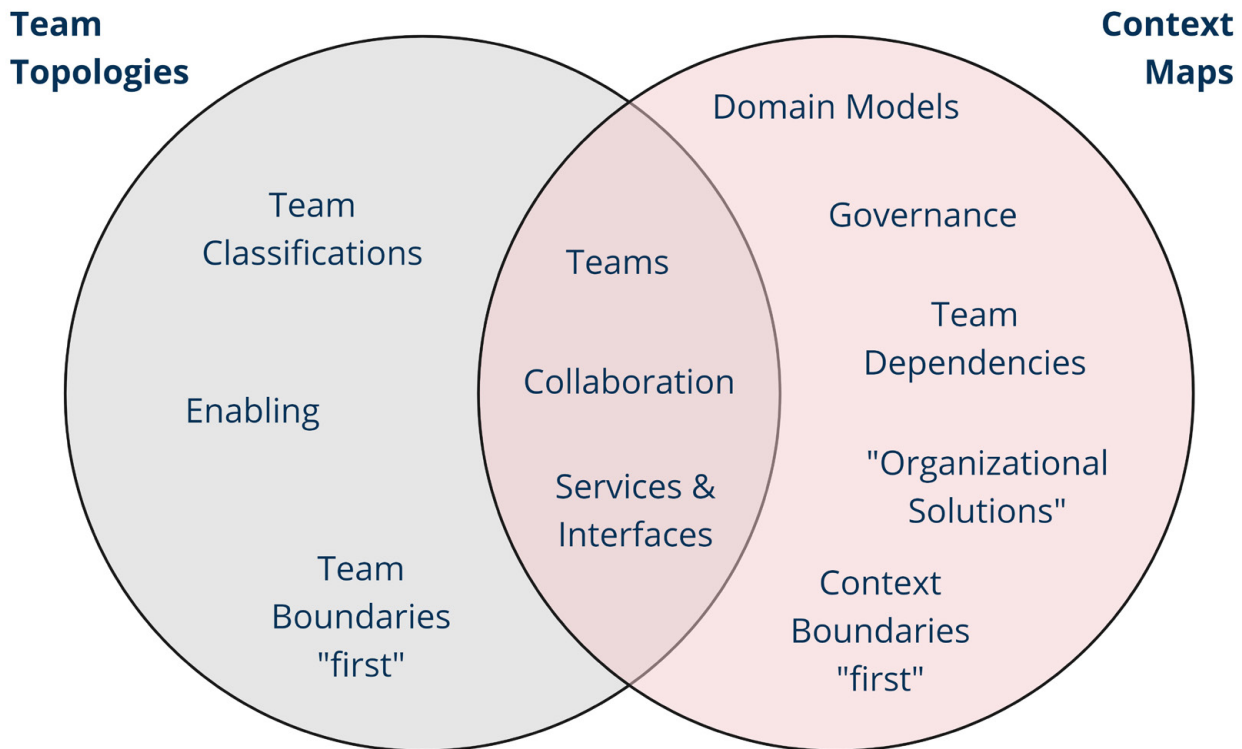 Team
Topologies
Context
Maps
Team
Classifications
Enabling
Team
Boundaries
"first"
Teams
Collaboration
Services &
Interfaces
Domain Models
Governance
Team
Dependencies
"Organizational
Solutions"
Context
Boundaries
"first"